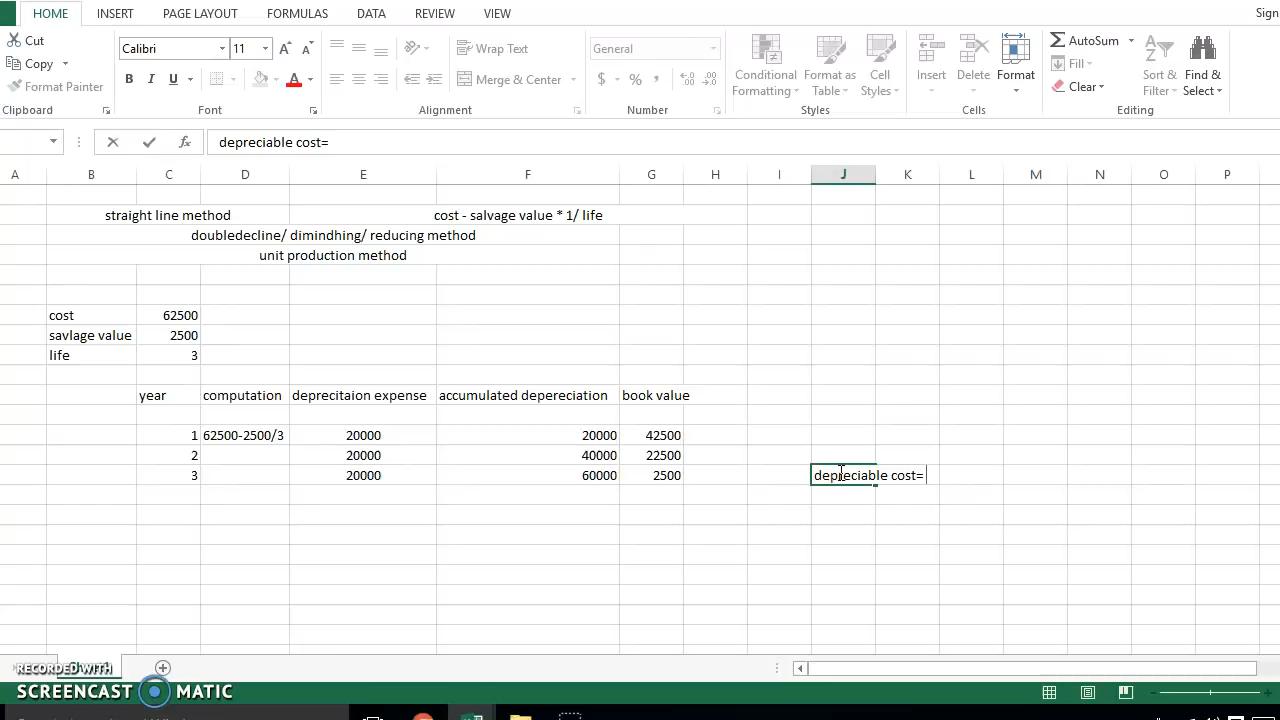 HOME INSERT PAGE LAYOUT FORMULAS DATA REVIEW VIEW Sign
Cut
Copy
Format Painter
Clipboard
Calibri 11
B I U
Font
Wrap Text
Merge & Center
Alignment
General
$ % ,
Number
Conditional Formatting
Format as Table
Cell Styles
Styles
Insert
Delete
Format
Cells
AutoSum
Fill
Clear
Sort & Filter
Find & Select
Editing
fx depreciable cost=
A B C D E F G H I J K L M N O P
straight line method cost - salvage value * 1/ life
doubledecline/ dimindhing/ reducing method
unit production method
cost 62500
savlage value 2500
life 3
year computation deprecitaion expense accumulated depereciation book value
1 62500-2500/3 20000 20000 42500
2 20000 40000 22500
3 20000 60000 2500 depreciable cost=
RECORDED WITH
SCREENCAST MATIC